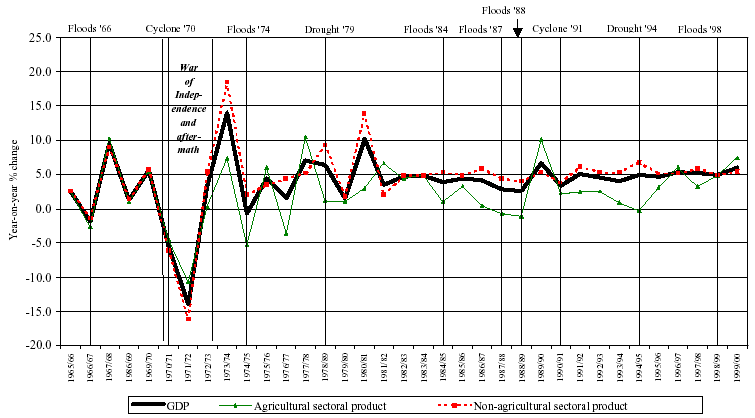 Floods '88
Floods '66 Cyclone '70 Floods '74 Drought '79 Floods '84 Floods '87 Cyclone '91 Drought '94 Floods '98
25.0
20.0
15.0
10.0
5.0
0.0
-5.0
-10.0
-15.0
-20.0
Year-on-year % change
War
of
Indep-
endence
and
after-
math
1965/66 1966/67 1967/68 1968/69 1969/70 1970/71 1971/72 1972/73 1973/74 1974/75 1975/76 1976/77 1977/78 1978/89 1979/80 1980/81 1981/82 1982/83 1983/84 1984/85 1985/86 1986/87 1987/88 1988/89 1989/90 1990/91 1991/92 1992/93 1993/94 1994/95 1995/96 1996/97 1997/98 1998/99 1999/00
GDP Agricultural sectoral product Non-agricultural sectoral product